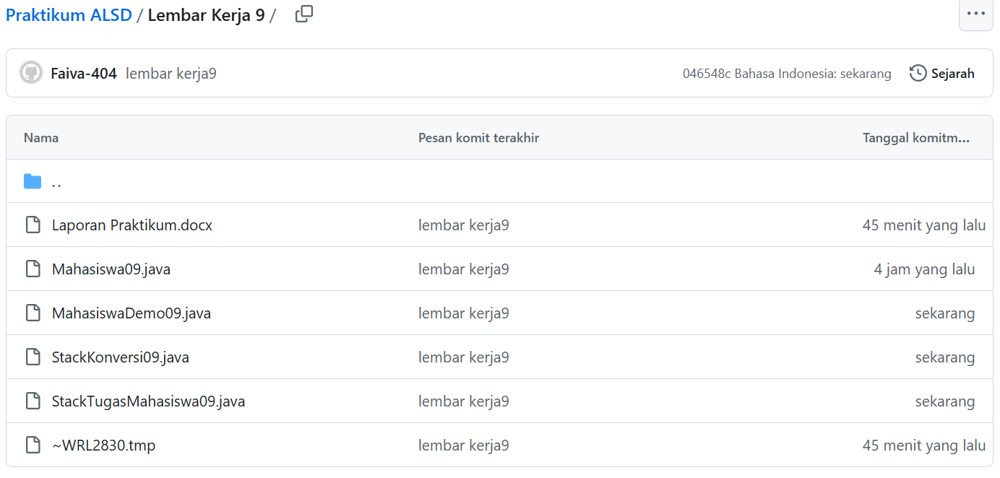 Praktikum ALSD / Lembar Kerja 9 /
Faiva-404 lembar kerja9 046548c Bahasa Indonesia: sekarang Sejarah
Nama Pesan komit terakhir Tanggal komitm...
..
Laporan Praktikum.docx lembar kerja9 45 menit yang lalu
Mahasiswa09.java lembar kerja9 4 jam yang lalu
MahasiswaDemo09.java lembar kerja9 sekarang
StackKonversi09.java lembar kerja9 sekarang
StackTugasMahasiswa09.java lembar kerja9 sekarang
~WRL2830.tmp lembar kerja9 45 menit yang lalu